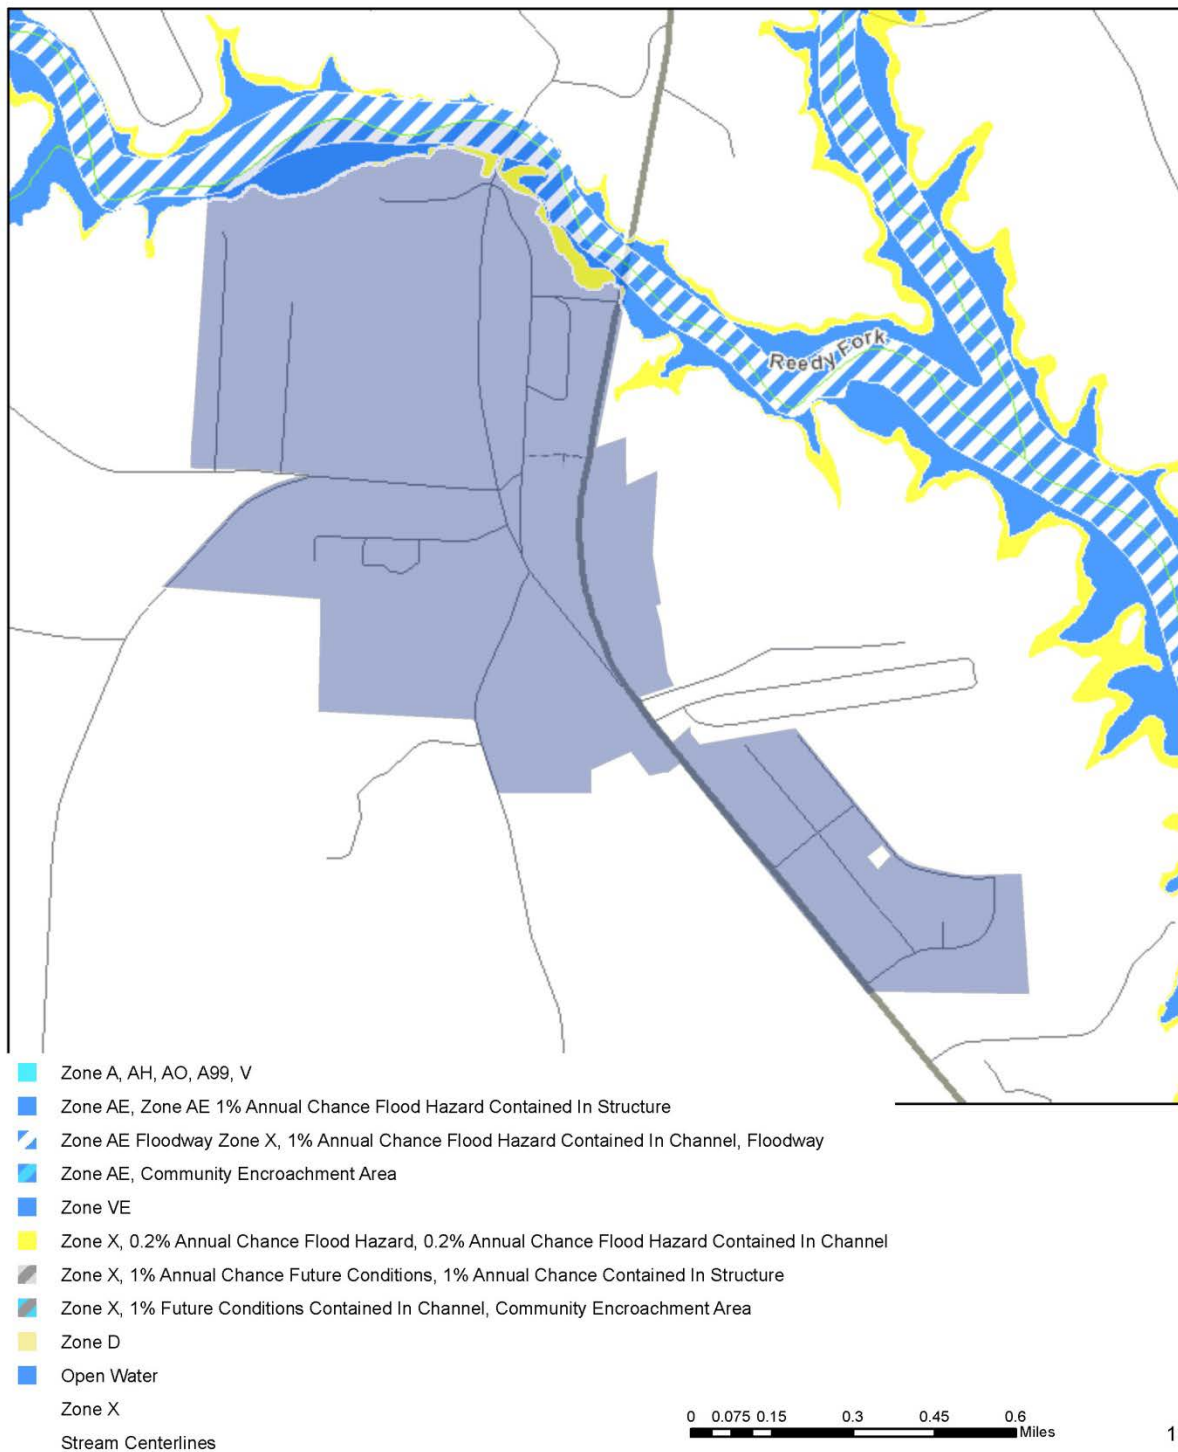 Reedy Fork
Zone A, AH, AO, A99, V
Zone AE, Zone AE 1% Annual Chance Flood Hazard Contained In Structure
Zone AE Floodway Zone X, 1% Annual Chance Flood Hazard Contained In Channel, Floodway
Zone AE, Community Encroachment Area
Zone VE
Zone X, 0.2% Annual Chance Flood Hazard, 0.2% Annual Chance Flood Hazard Contained In Channel
Zone X, 1% Annual Chance Future Conditions, 1% Annual Chance Contained In Structure
Zone X, 1% Future Conditions Contained In Channel, Community Encroachment Area
Zone D
Open Water
Zone X
Stream Centerlines
0 0.075 0.15 0.3 0.45 0.6
Miles
1